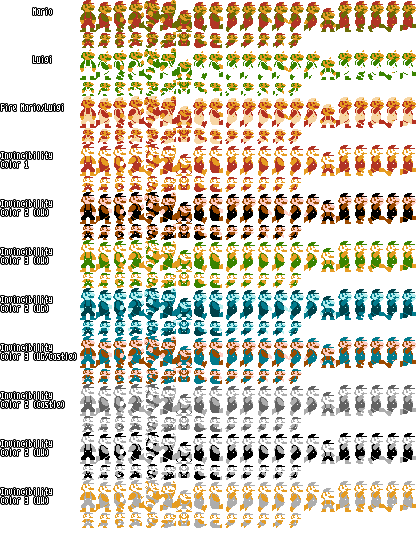 Mario
Luigi
Fire Mario/Luigi
Invincibility
Color 1
Invincibility
Color 2 (OW)
Invincibility
Color 3 (OW)
Invincibility
Color 2 (UG)
Invincibility
Color 3 (UG/Castle)
Invincibility
Color 2 (Castle)
Invincibility
Color 2 (UW)
Invincibility
Color 3 (UW)